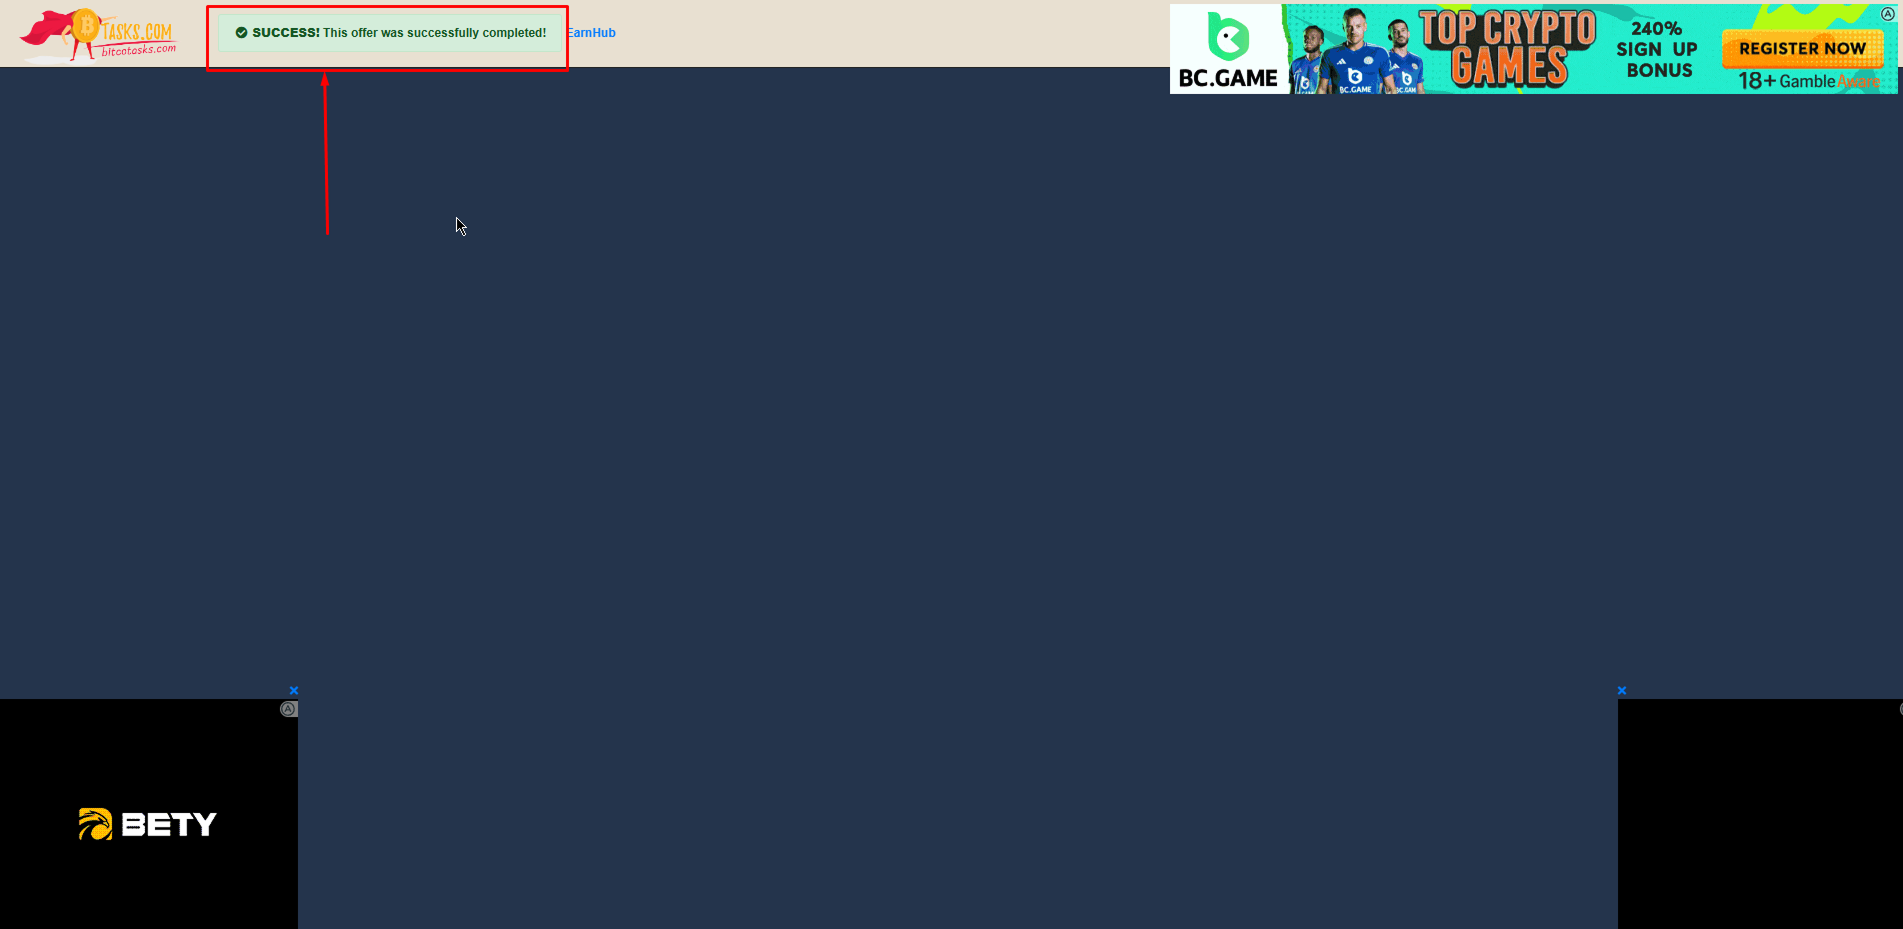 TASKS.COM
bitcotasks.com
SUCCESS! This offer was successfully completed!
EarnHub
BC.GAME
TOP CRYPTO
GAMES
240%
SIGN UP
BONUS
REGISTER NOW
18+ GambleAware
BETY